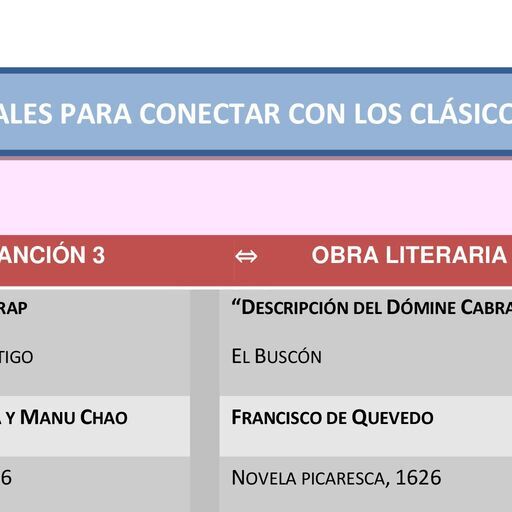 ALES PARA CONECTAR CON LOS CLÁSICO
ANCIÓN 3 ⇔ OBRA LITERARIA
RAP "DESCRIPCIÓN DEL DÓMINE CABRA
TIGO EL BUSCÓN
A Y MANU CHAO FRANCISCO DE QUEVEDO
6 NOVELA PICARESCA, 1626